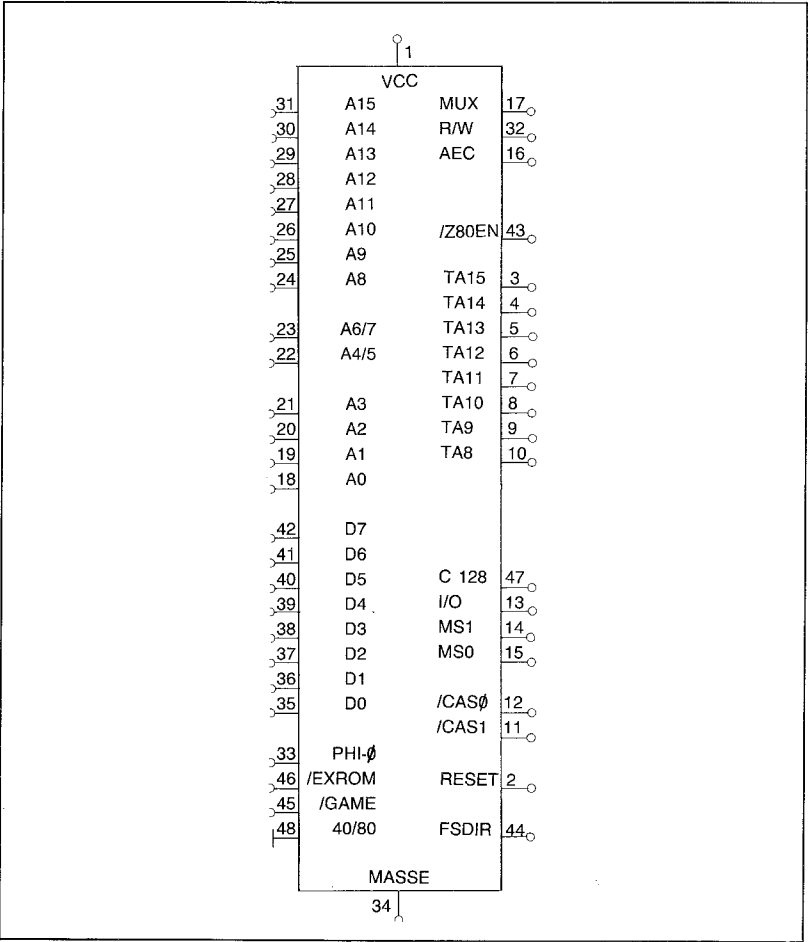 1
VCC
31 A15 MUX 17
30 A14 R/W 32
29 A13 AEC 16
28 A12
27 A11
26 A10 /Z80EN 43
25 A9
24 A8 TA15 3
TA14 4
23 A6/7 TA13 5
22 A4/5 TA12 6
TA11 7
21 A3 TA10 8
20 A2 TA9 9
19 A1 TA8 10
18 A0
42 D7
41 D6
40 D5 C 128 47
39 D4 I/O 13
38 D3 MS1 14
37 D2 MS0 15
36 D1
35 D0 /CASØ 12
/CAS1 11
33 PHI-Ø
46 /EXROM RESET 2
45 /GAME
48 40/80 FSDIR 44
MASSE
34